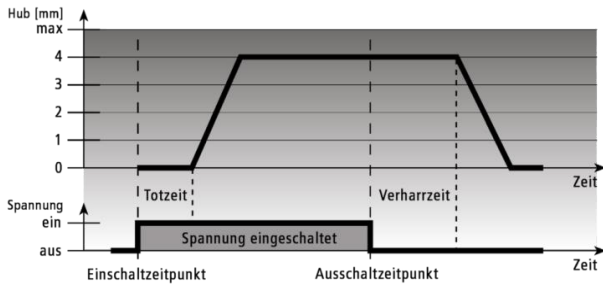 Hub [mm]
max
4
3
2
1
0
Zeit
Totzeit
Verharrzeit
Spannung
ein
Spannung eingeschaltet
aus
Zeit
Einschaltzeitpunkt
Ausschaltzeitpunkt